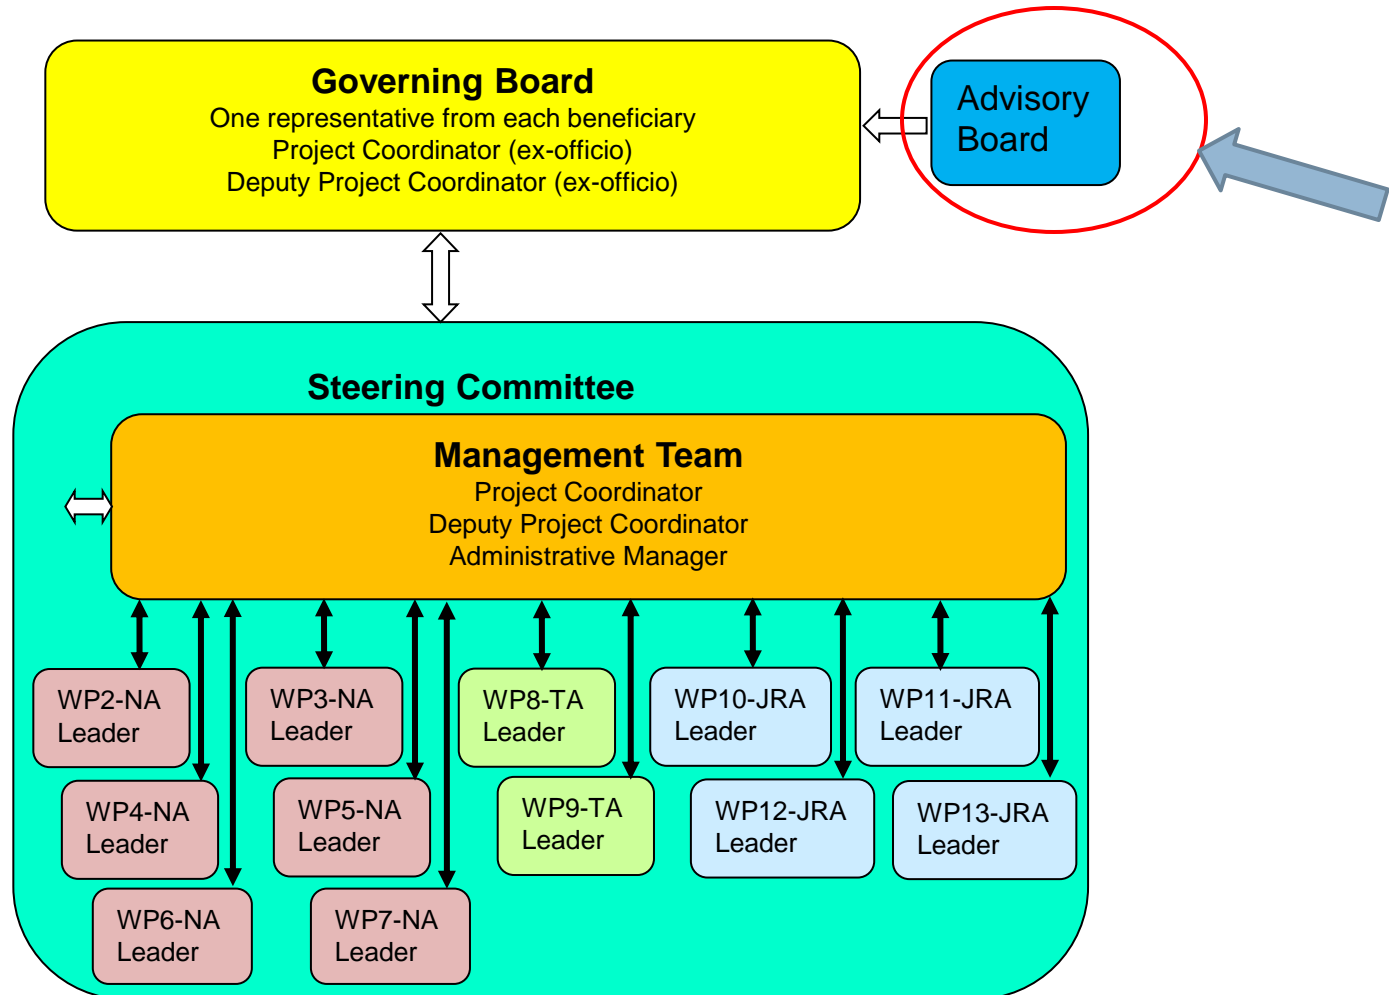 Governing Board
One representative from each beneficiary
Project Coordinator (ex-officio)
Deputy Project Coordinator (ex-officio)
Advisory
Board
Steering Committee
Management Team
Project Coordinator
Deputy Project Coordinator
Administrative Manager
WP2-NA
Leader
WP3-NA
Leader
WP8-TA
Leader
WP10-JRA
Leader
WP11-JRA
Leader
WP4-NA
Leader
WP5-NA
Leader
WP9-TA
Leader
WP12-JRA
Leader
WP13-JRA
Leader
WP6-NA
Leader
WP7-NA
Leader